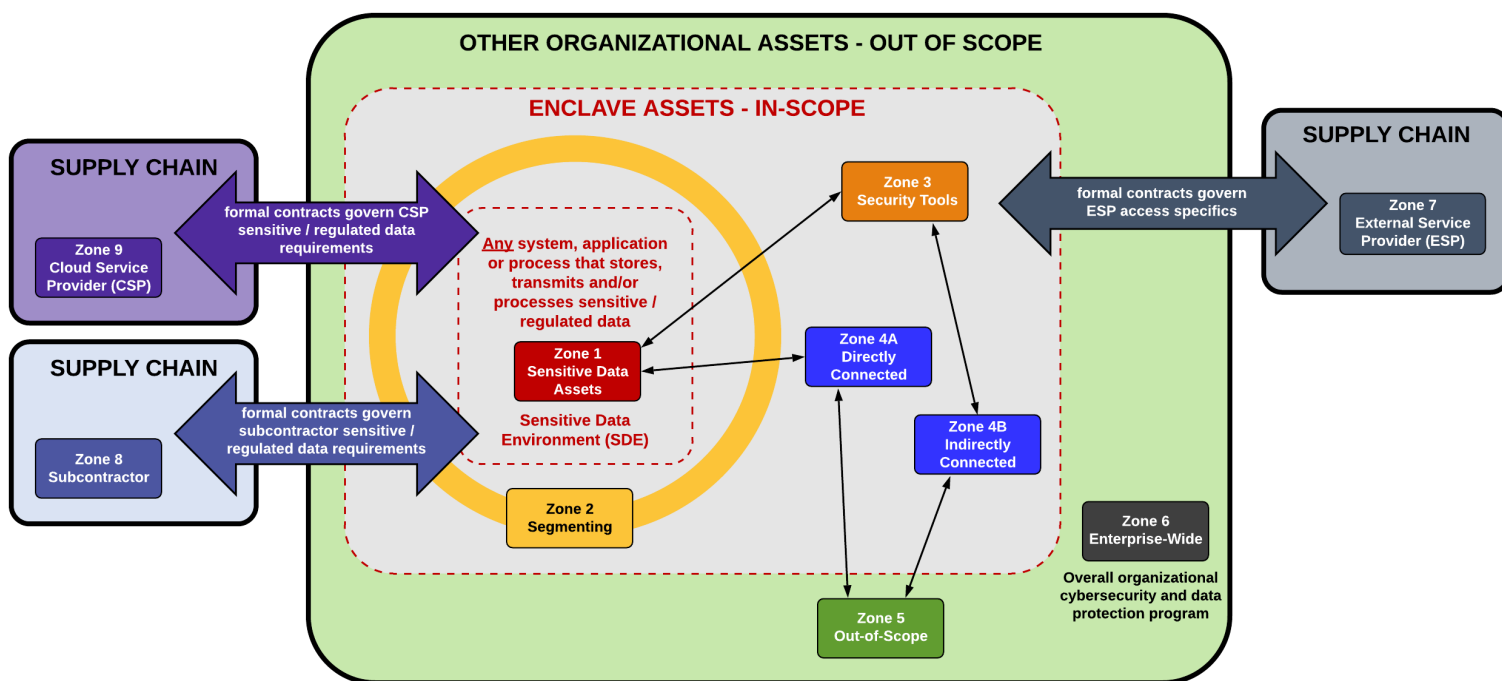 OTHER ORGANIZATIONAL ASSETS - OUT OF SCOPE
ENCLAVE ASSETS - IN-SCOPE
SUPPLY CHAIN
formal contracts govern CSP
sensitive / regulated data
requirements
Zone 9
Cloud Service
Provider (CSP)
SUPPLY CHAIN
formal contracts govern
subcontractor sensitive /
regulated data requirements
Zone 8
Subcontractor
Any system, application
or process that stores,
transmits and/or
processes sensitive /
regulated data
Zone 1
Sensitive Data
Assets
Sensitive Data
Environment (SDE)
Zone 2
Segmenting
Zone 3
Security Tools
Zone 4A
Directly
Connected
Zone 4B
Indirectly
Connected
Zone 5
Out-of-Scope
Zone 6
Enterprise-Wide
Overall organizational
cybersecurity and data
protection program
SUPPLY CHAIN
formal contracts govern
ESP access specifics
Zone 7
External Service
Provider (ESP)